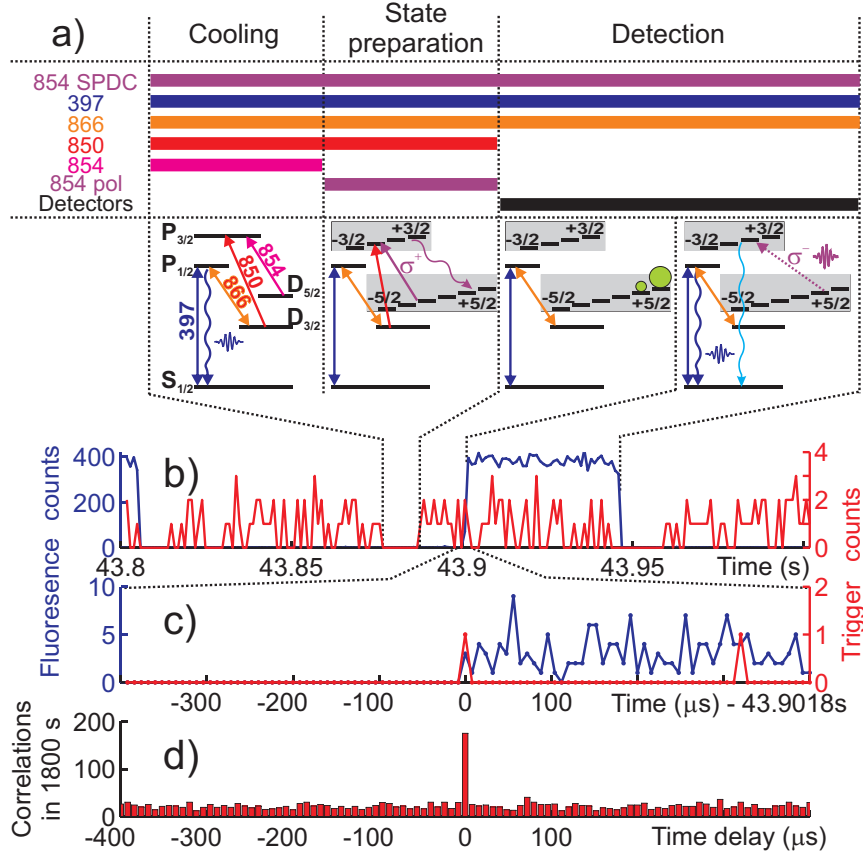 a)
Cooling
State
preparation
Detection
854 SPDC
397
866
850
854
854 pol
Detectors
P3/2
P1/2
S1/2
D5/2
D3/2
397
866
850
854
-3/2
+3/2
σ+
-5/2
+5/2
-3/2
+3/2
-5/2
+5/2
-3/2
+3/2
σ-
-5/2
+5/2
b)
Fluoresence counts
400
200
0
4
2
0
Trigger counts
43.8
43.85
43.9
43.95
Time (s)
c)
10
5
0
2
1
0
-300
-200
-100
0
100
Time (μs) - 43.9018s
d)
Correlations
in 1800 s
200
100
0
-400
-300
-200
-100
0
100
Time delay (μs)